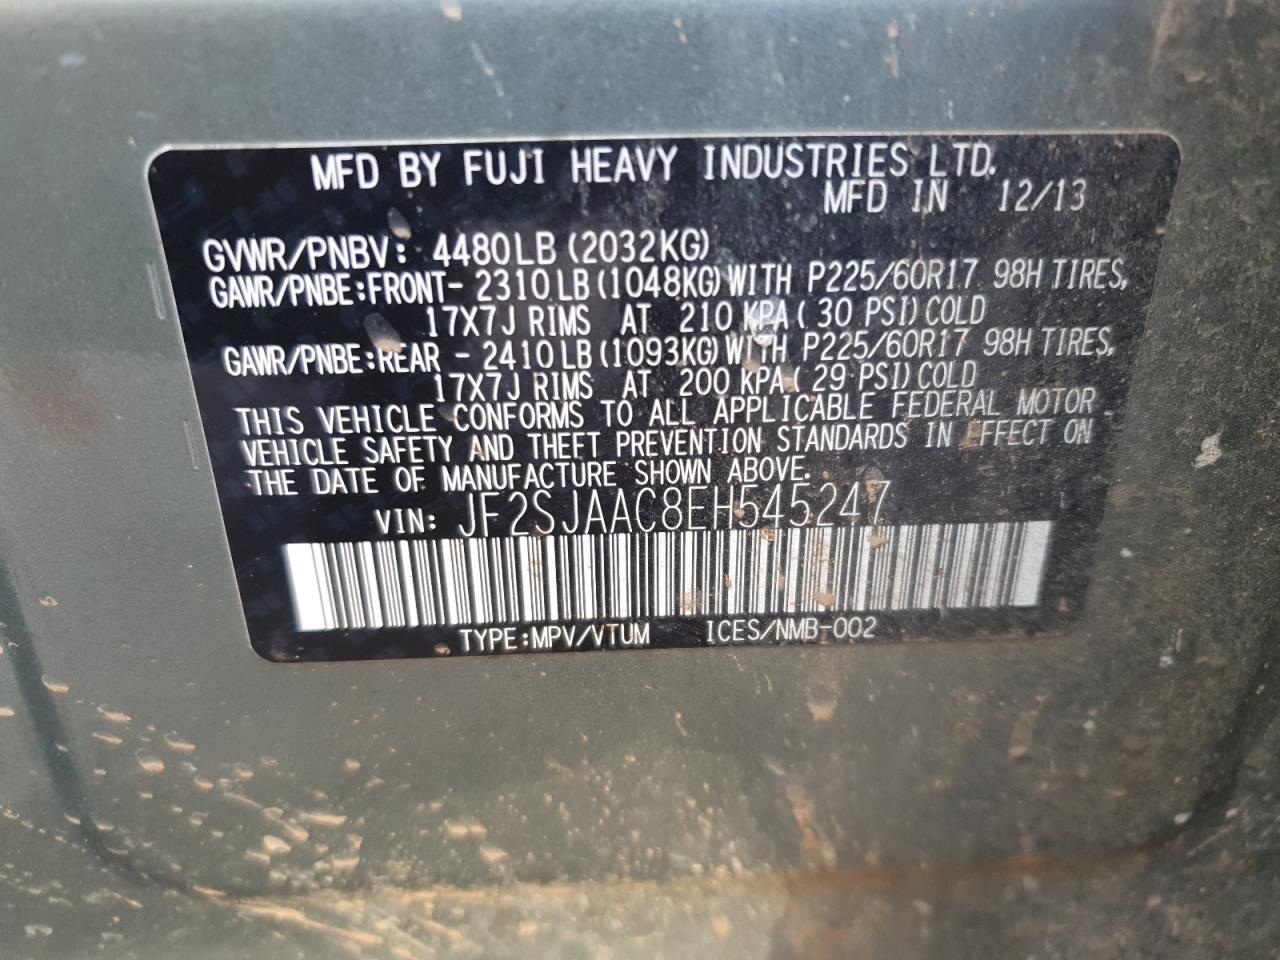 MFD BY FUJI HEAVY INDUSTRIES LTD.
MFD IN 12/13
GVWR/PNBV: 4480LB (2032KG)
GAWR/PNBE:FRONT- 2310LB (1048KG) WITH P225/60R17 98H TIRES,
17X7J RIMS AT 210 KPA ( 30 PSI) COLD
GAWR/PNBE:REAR - 2410LB (1093KG) WITH P225/60R17 98H TIRES,
17X7J RIMS AT 200 KPA ( 29 PSI) COLD
THIS VEHICLE CONFORMS TO ALL APPLICABLE FEDERAL MOTOR
VEHICLE SAFETY AND THEFT PREVENTION STANDARDS IN EFFECT ON
THE DATE OF MANUFACTURE SHOWN ABOVE.
VIN: JF2SJAAC8EH545247
TYPE:MPV/VTUM ICES/NMB-002